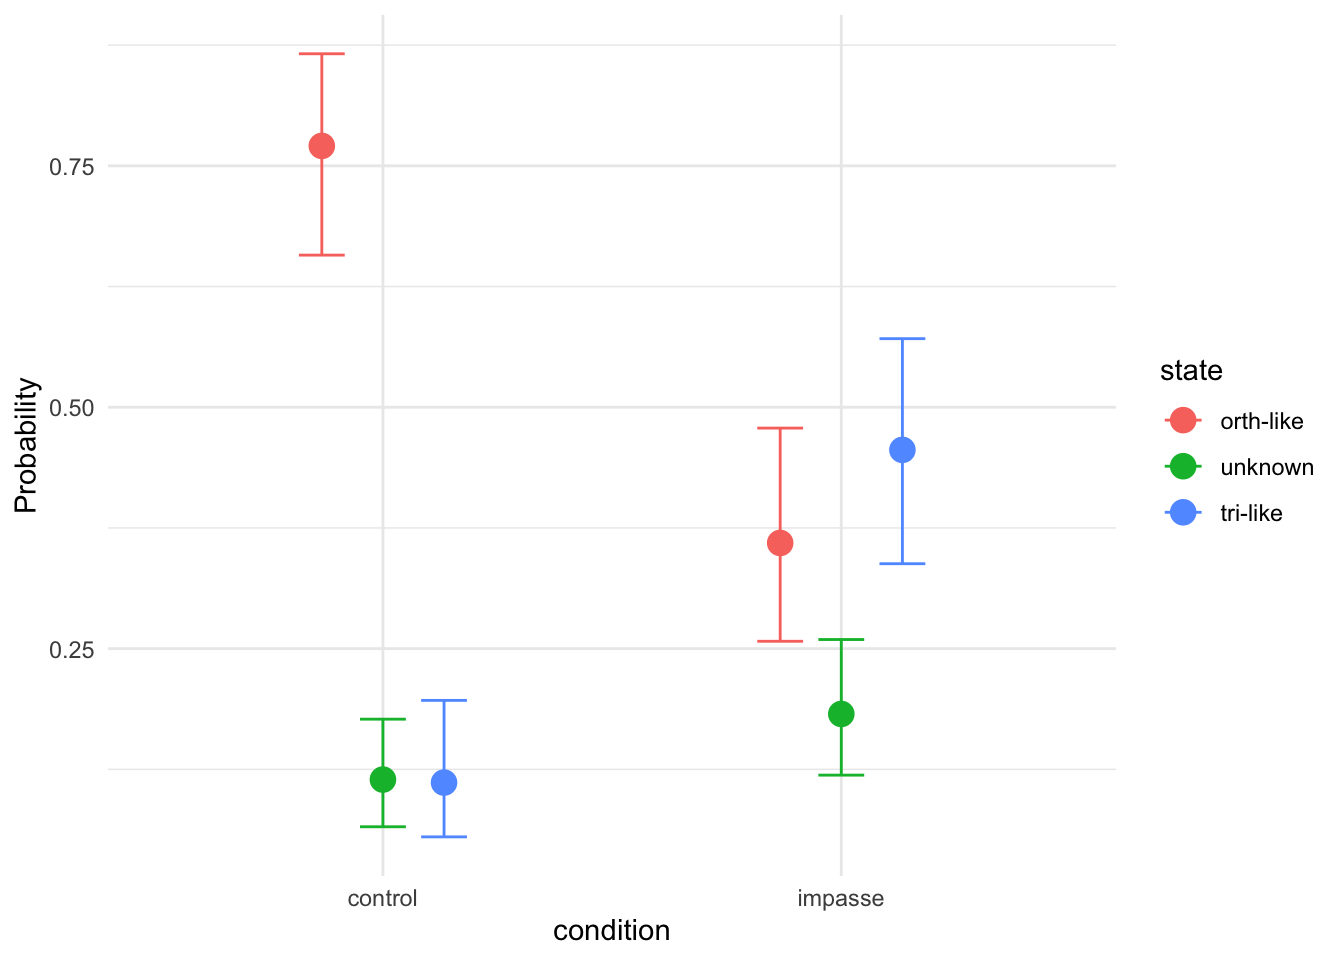 0.75
0.50
0.25
Probability
control
impasse
condition
state
orth-like
unknown
tri-like